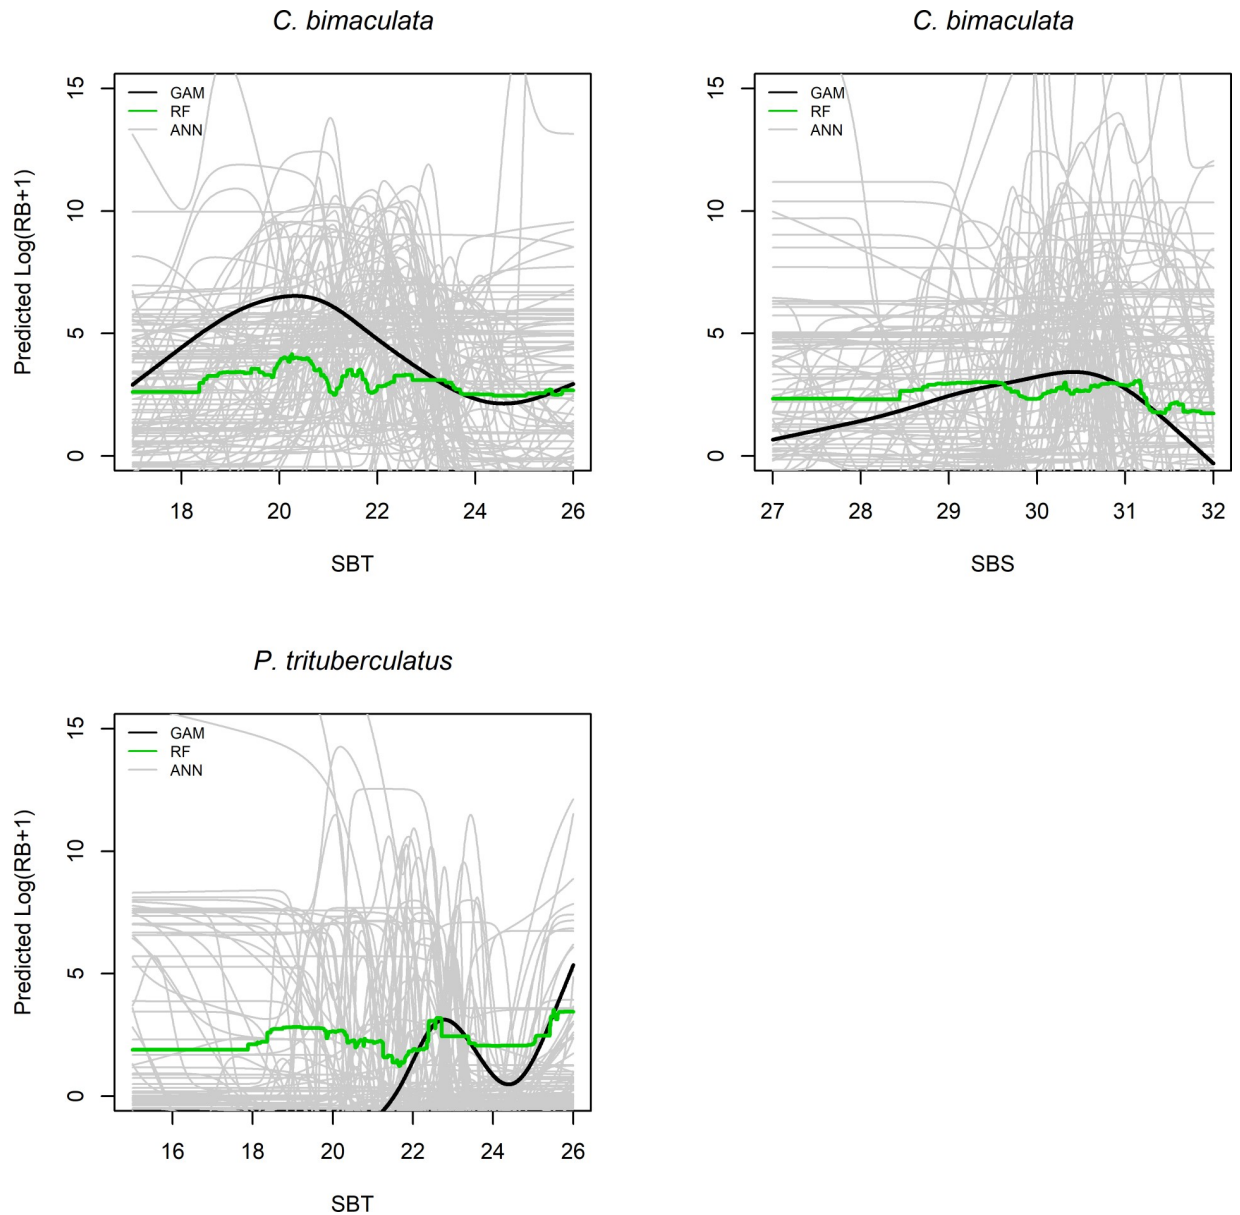 C. bimaculata
Predicted Log(RB+1)
15
10
5
0
GAM
RF
ANN
18 20 22 24 26
SBT
C. bimaculata
15
10
5
0
GAM
RF
ANN
27 28 29 30 31 32
SBS
P. trituberculatus
Predicted Log(RB+1)
15
10
5
0
GAM
RF
ANN
16 18 20 22 24 26
SBT